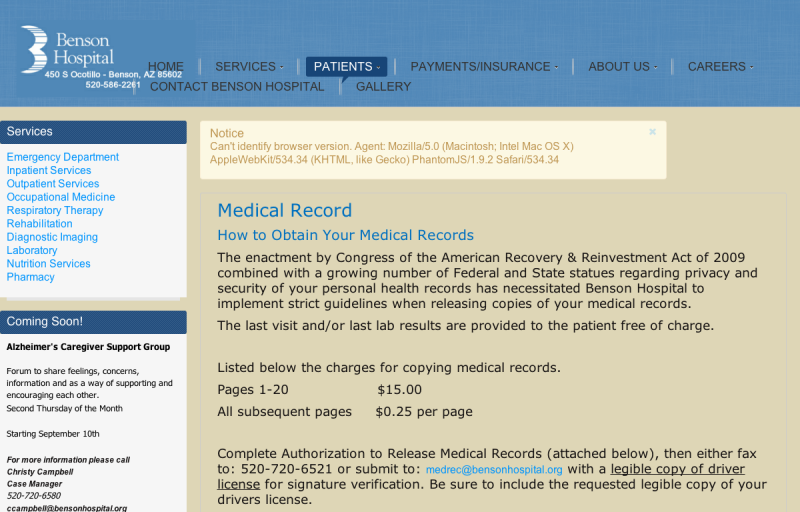 Benson
Hospital
450 S Ocotillo - Benson, AZ 85602
520-586-2261
HOME
SERVICES
PATIENTS
PAYMENTS/INSURANCE
ABOUT US
CAREERS
CONTACT BENSON HOSPITAL
GALLERY
Services
Emergency Department
Inpatient Services
Outpatient Services
Occupational Medicine
Respiratory Therapy
Rehabilitation
Diagnostic Imaging
Laboratory
Nutrition Services
Pharmacy
Coming Soon!
Alzheimer's Caregiver Support Group
Forum to share feelings, concerns,
information and as a way of supporting and
encouraging each other.
Second Thursday of the Month
Starting September 10th
For more information please call
Christy Campbell
Case Manager
520-720-6580
ccampbell@bensonhospital.org
Notice
×
Can't identify browser version. Agent: Mozilla/5.0 (Macintosh; Intel Mac OS X)
AppleWebKit/534.34 (KHTML, like Gecko) PhantomJS/1.9.2 Safari/534.34
Medical Record
How to Obtain Your Medical Records
The enactment by Congress of the American Recovery & Reinvestment Act of 2009
combined with a growing number of Federal and State statues regarding privacy and
security of your personal health records has necessitated Benson Hospital to
implement strict guidelines when releasing copies of your medical records.
The last visit and/or last lab results are provided to the patient free of charge.
Listed below the charges for copying medical records.
Pages 1-20 $15.00
All subsequent pages $0.25 per page
Complete Authorization to Release Medical Records (attached below), then either fax
to: 520-720-6521 or submit to: medrec@bensonhospital.org with a legible copy of driver
license for signature verification. Be sure to include the requested legible copy of your
drivers license.